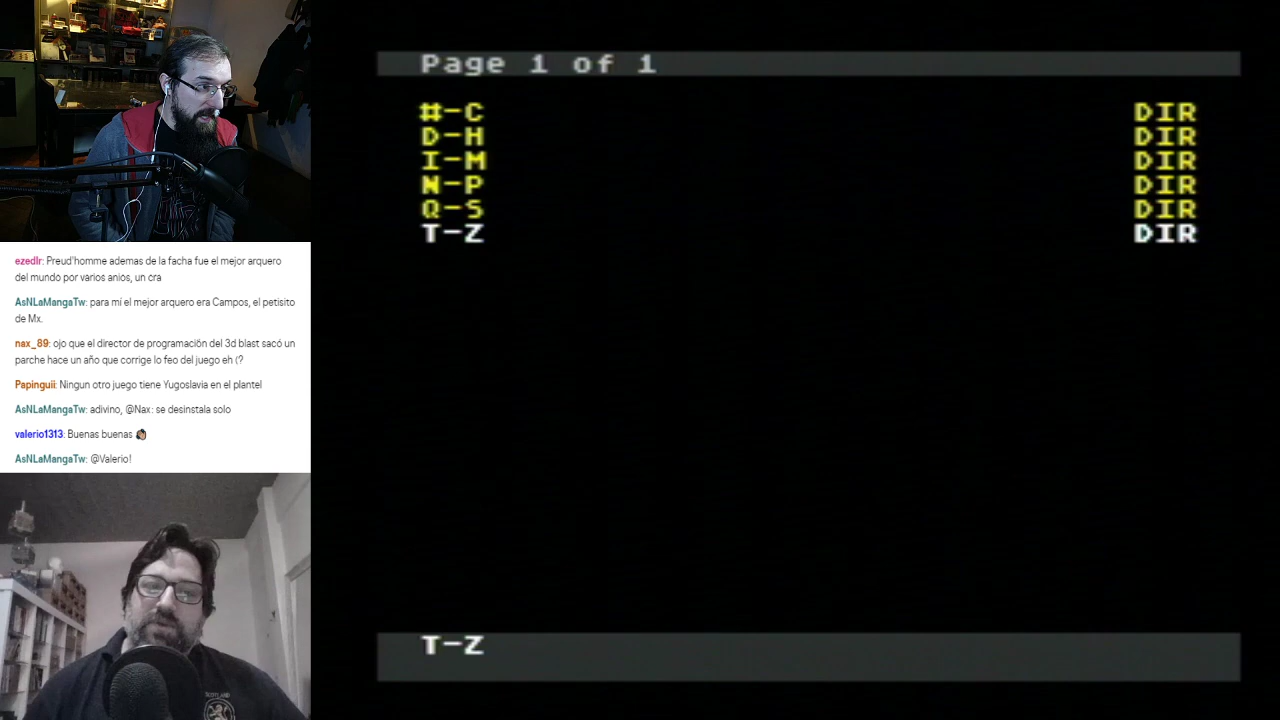 Page 1 of 1
#-C DIR
D-H DIR
I-M DIR
N-P DIR
Q-S DIR
T-Z DIR
T-Z
ezedlr: Preud'homme ademas de la facha fue el mejor arquero
del mundo por varios anios, un cra
AsNLaMangaTw: para mí el mejor arquero era Campos, el petisito
de Mx.
nax_89: ojo que el director de programación del 3d blast sacó un
parche hace un año que corrige lo feo del juego eh (?
Papinguii: Ningun otro juego tiene Yugoslavia en el plantel
AsNLaMangaTw: adivino, @Nax: se desinstala solo
valerio1313: Buenas buenas
AsNLaMangaTw: @Valerio!
SCOTLAND